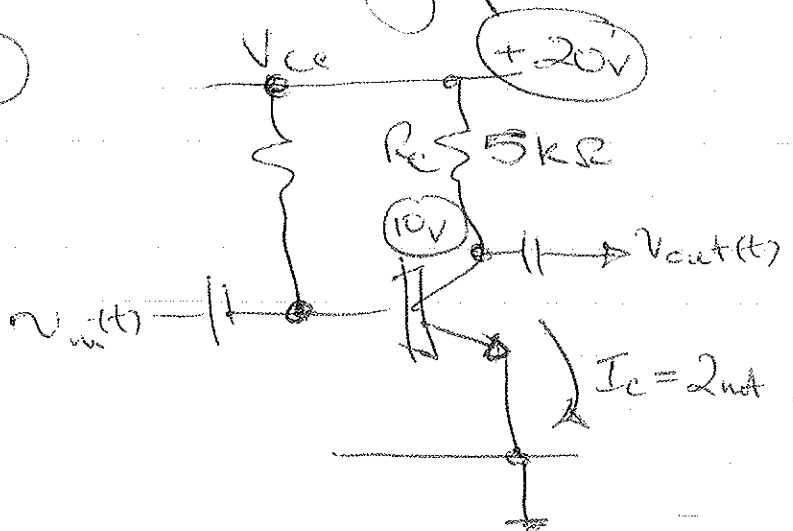 Vcc
+20V
Rc 5kΩ
10V
Vout(t)
Vin(t)
Ic = 2mA